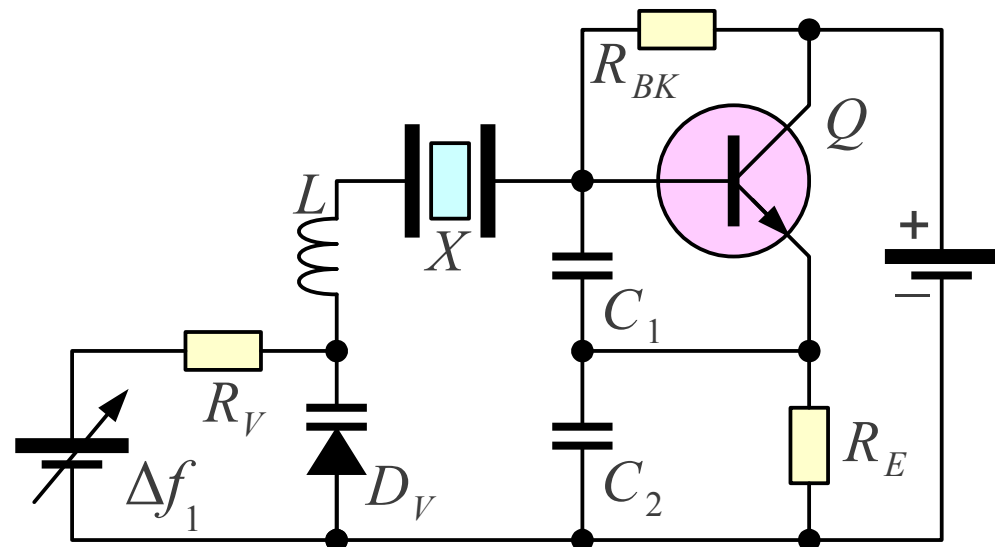 R_BK
Q
L
X
+
C_1
−
R_V
R_E
Δf_1
D_V
C_2